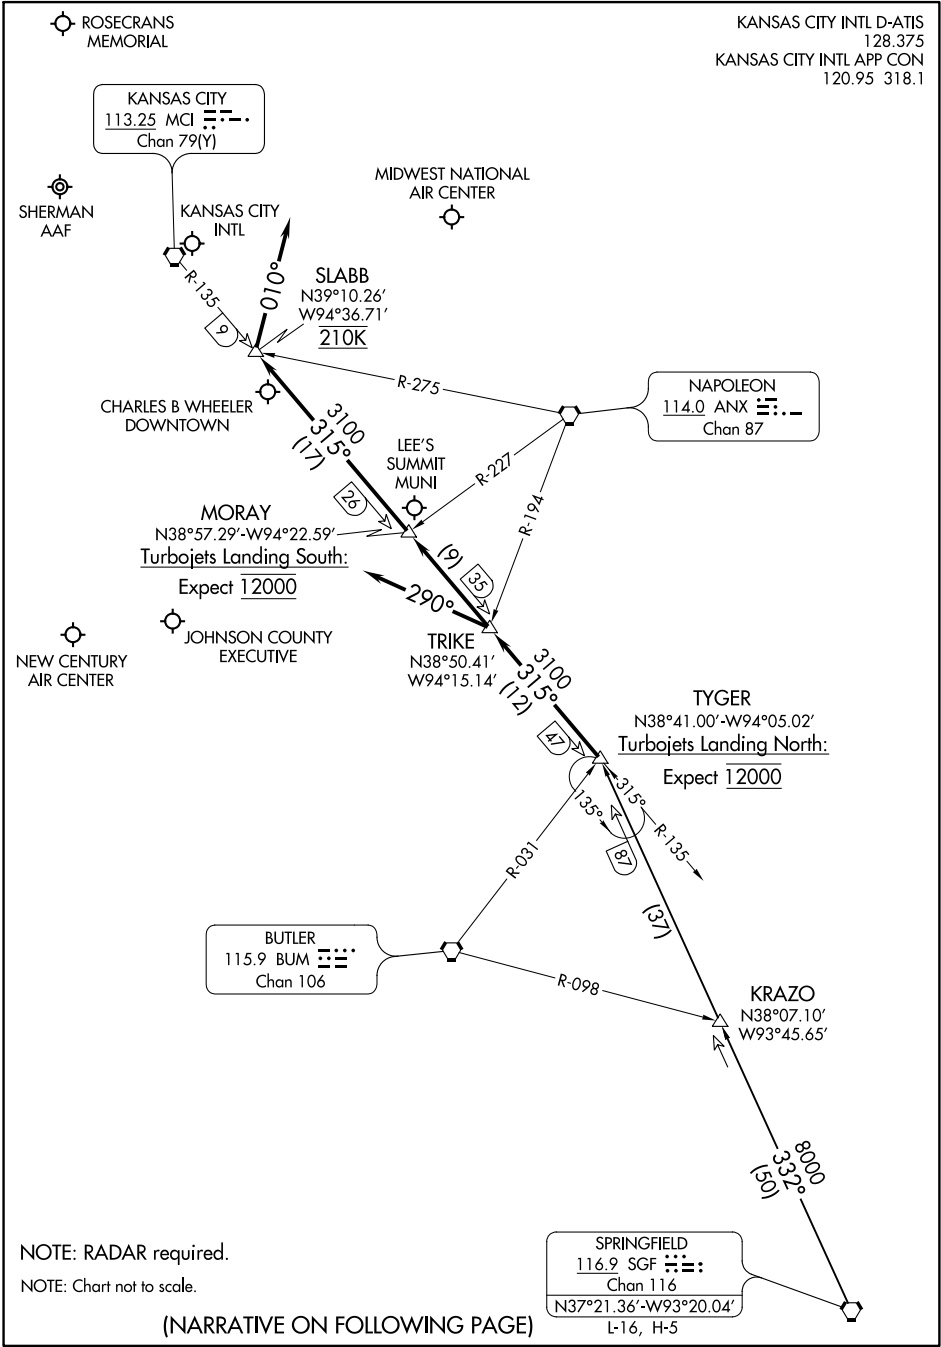 ROSECRANS
MEMORIAL
KANSAS CITY INTL D-ATIS
128.375
KANSAS CITY INTL APP CON
120.95 318.1
KANSAS CITY
113.25 MCI
Chan 79(Y)
SHERMAN
AAF
KANSAS CITY
INTL
MIDWEST NATIONAL
AIR CENTER
R-135
9
010°
SLABB
N39°10.26'
W94°36.71'
210K
CHARLES B WHEELER
DOWNTOWN
R-275
NAPOLEON
114.0 ANX
Chan 87
3100
315°
(17)
LEE'S
SUMMIT
MUNI
R-227
R-194
26
MORAY
N38°57.29'-W94°22.59'
Turbojets Landing South:
Expect 12000
(9)
35
290°
NEW CENTURY
AIR CENTER
JOHNSON COUNTY
EXECUTIVE
TRIKE
N38°50.41'
W94°15.14'
3100
315°
(12)
47
TYGER
N38°41.00'-W94°05.02'
Turbojets Landing North:
Expect 12000
135°
315°
R-135
87
R-031
(37)
BUTLER
115.9 BUM
Chan 106
R-098
KRAZO
N38°07.10'
W93°45.65'
8000
332°
(50)
NOTE: RADAR required.
NOTE: Chart not to scale.
SPRINGFIELD
116.9 SGF
Chan 116
N37°21.36'-W93°20.04'
L-16, H-5
(NARRATIVE ON FOLLOWING PAGE)